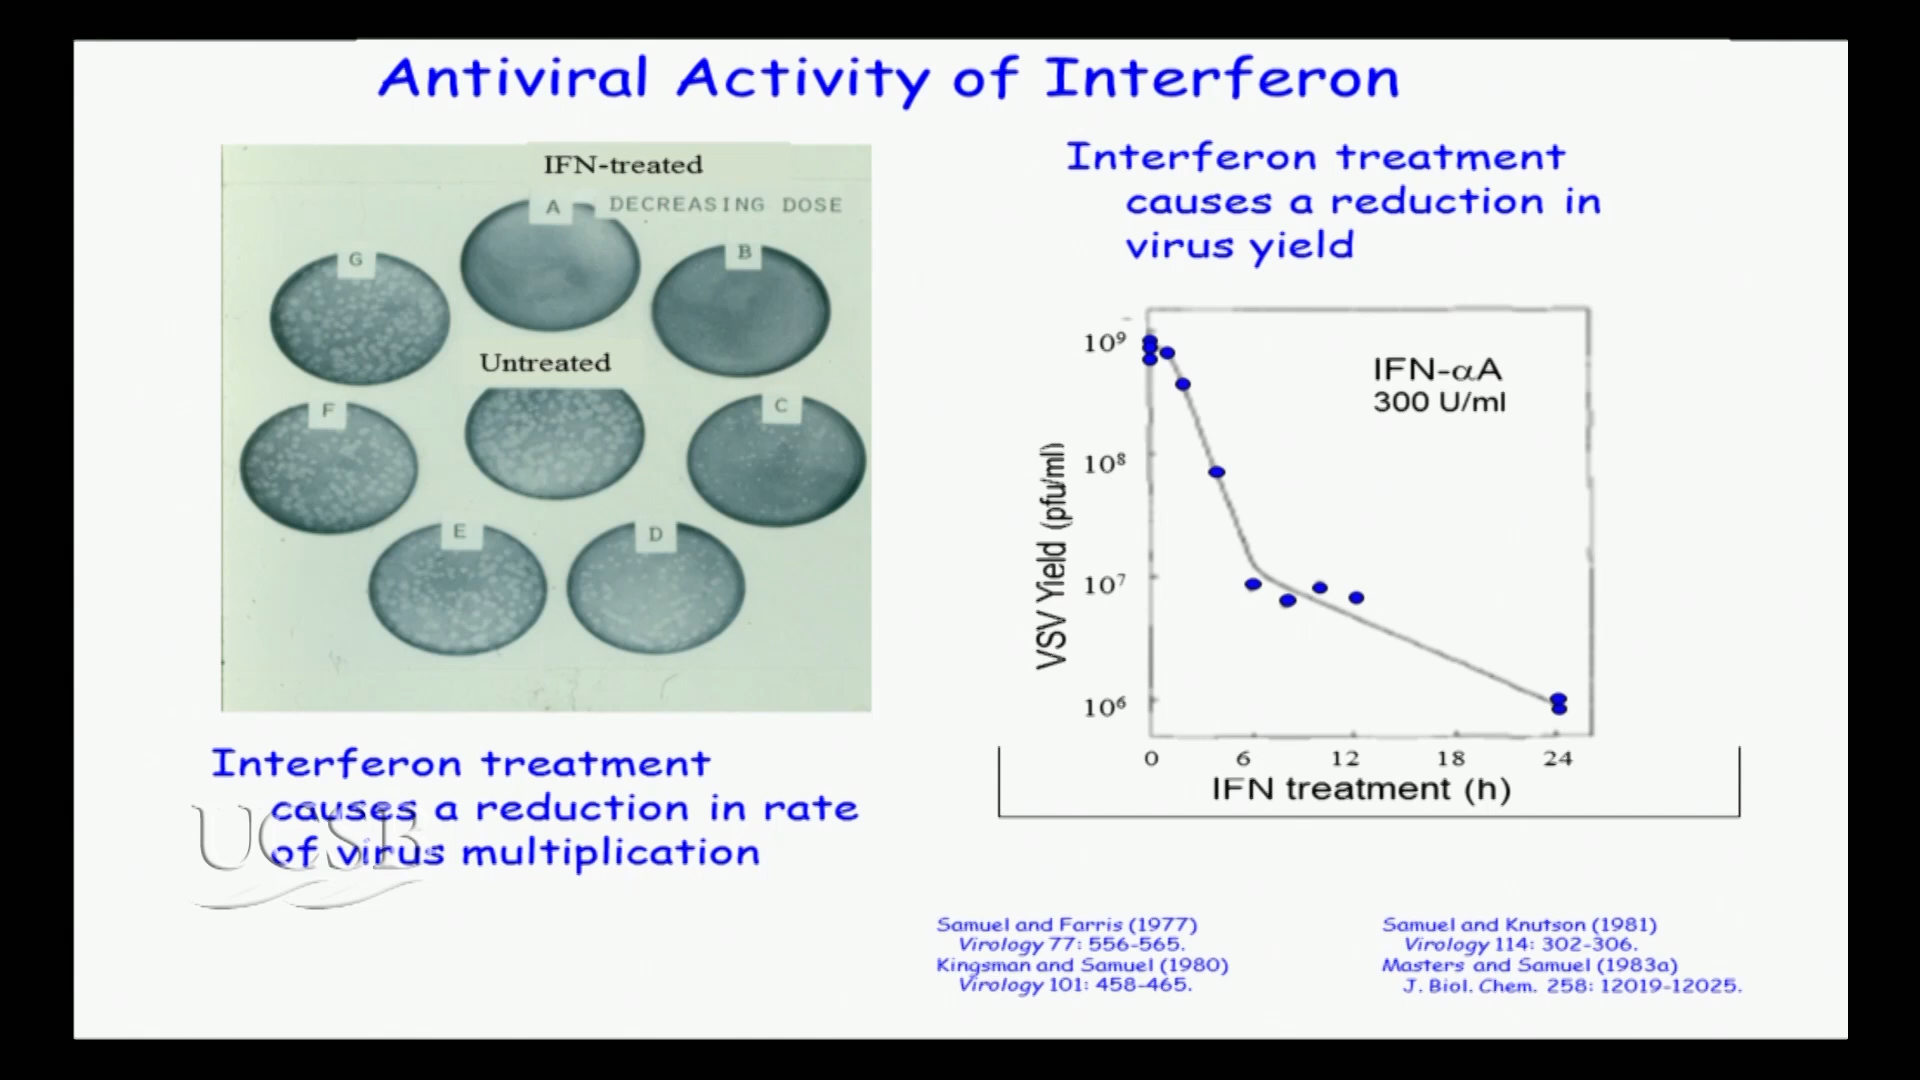 Antiviral Activity of Interferon
IFN-treated
A
DECREASING DOSE
B
G
Untreated
F
C
E
D
Interferon treatment
causes a reduction in rate
of virus multiplication
UCSB
Interferon treatment
causes a reduction in
virus yield
10⁹
10⁸
10⁷
10⁶
VSV Yield (pfu/ml)
IFN-αA
300 U/ml
0 6 12 18 24
IFN treatment (h)
Samuel and Farris (1977)
Virology 77: 556-565.
Kingsman and Samuel (1980)
Virology 101: 458-465.
Samuel and Knutson (1981)
Virology 114: 302-306.
Masters and Samuel (1983a)
J. Biol. Chem. 258: 12019-12025.